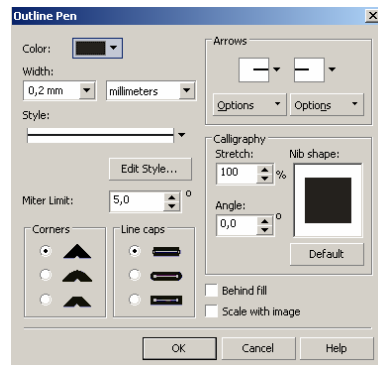 Outline Pen
Color:
Width:
0,2 mm
millimeters
Style:
Edit Style...
Miter Limit:
5,0
o
Corners
Line caps
Arrows
Options
Options
Calligraphy
Stretch:
Nib shape:
100
%
Angle:
0,0
o
Default
Behind fill
Scale with image
OK
Cancel
Help